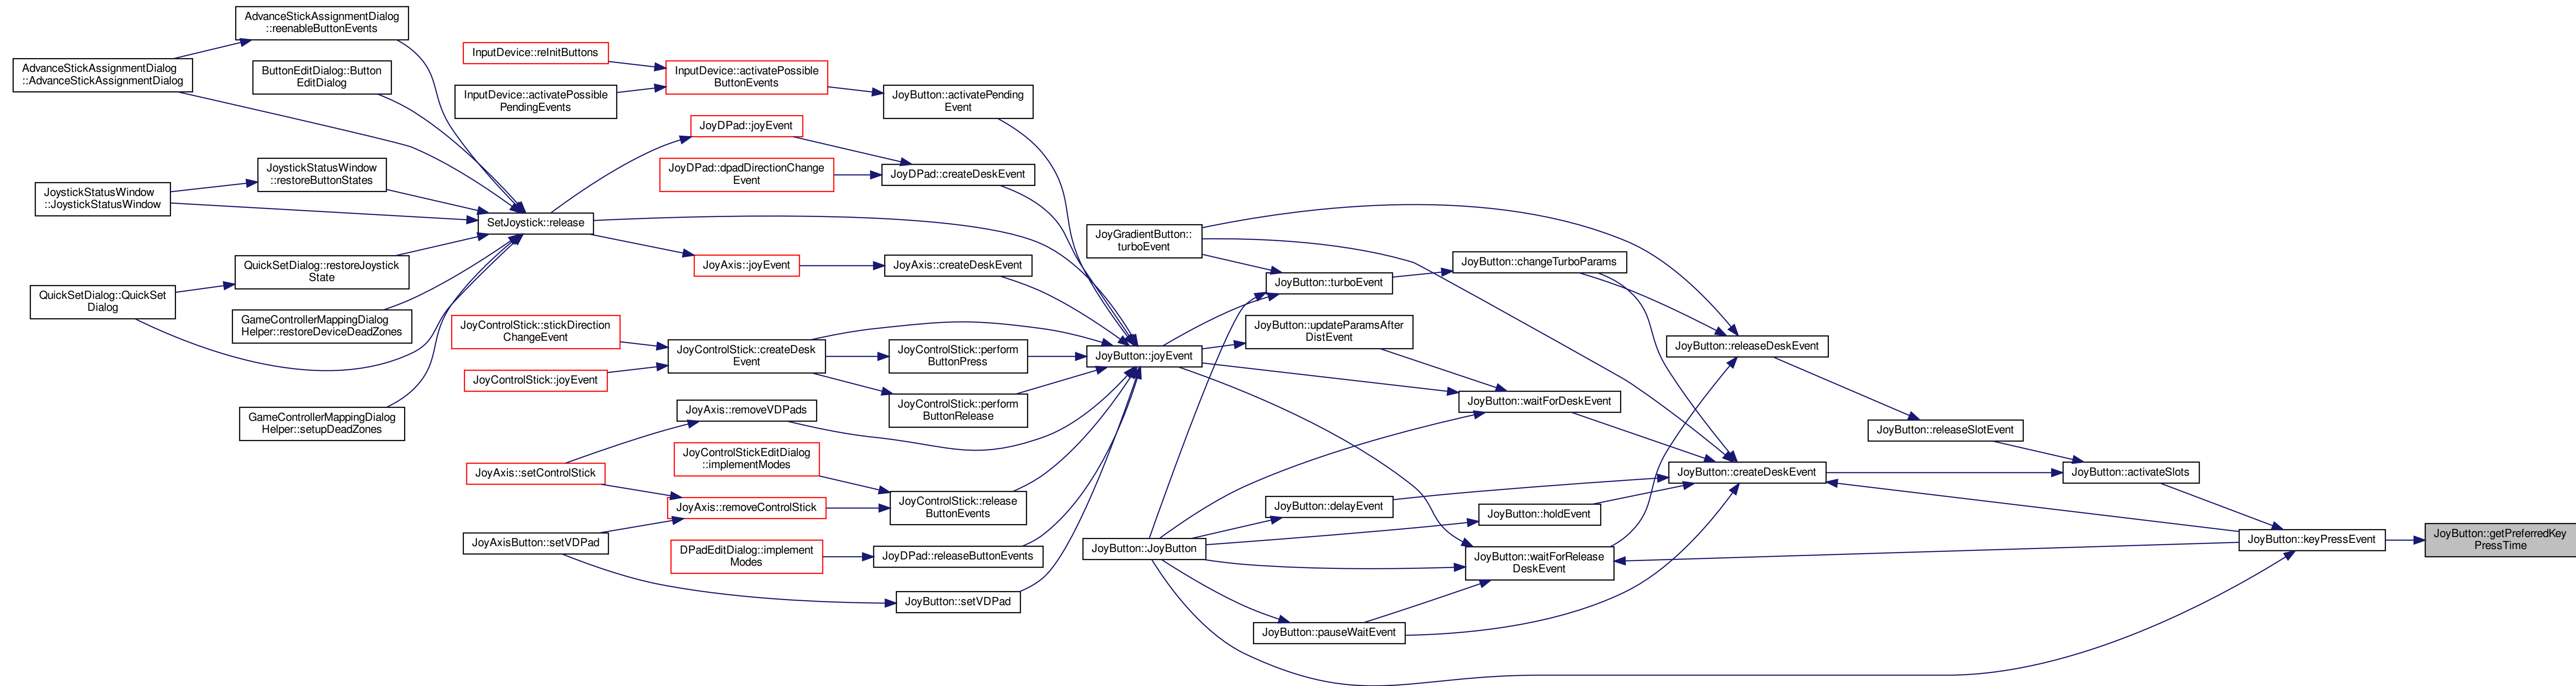 AdvanceStickAssignmentDialog
::reenableButtonEvents
AdvanceStickAssignmentDialog
::AdvanceStickAssignmentDialog
ButtonEditDialog::Button
EditDialog
JoystickStatusWindow
::restoreButtonStates
JoystickStatusWindow
::JoystickStatusWindow
SetJoystick::release
QuickSetDialog::restoreJoystick
State
QuickSetDialog::QuickSet
Dialog
GameControllerMappingDialog
Helper::restoreDeviceDeadZones
GameControllerMappingDialog
Helper::setupDeadZones
InputDevice::reInitButtons
InputDevice::activatePossible
PendingEvents
InputDevice::activatePossible
ButtonEvents
JoyButton::activatePending
Event
JoyDPad::joyEvent
JoyDPad::dpadDirectionChange
Event
JoyDPad::createDeskEvent
JoyAxis::joyEvent
JoyAxis::createDeskEvent
JoyControlStick::stickDirection
ChangeEvent
JoyControlStick::joyEvent
JoyControlStick::createDesk
Event
JoyControlStick::perform
ButtonPress
JoyControlStick::perform
ButtonRelease
JoyAxis::removeVDPads
JoyControlStickEditDialog
::implementModes
JoyAxis::setControlStick
JoyAxis::removeControlStick
JoyControlStick::release
ButtonEvents
JoyAxisButton::setVDPad
DPadEditDialog::implement
Modes
JoyDPad::releaseButtonEvents
JoyButton::setVDPad
JoyGradientButton::
turboEvent
JoyButton::turboEvent
JoyButton::changeTurboParams
JoyButton::updateParamsAfter
DistEvent
JoyButton::joyEvent
JoyButton::waitForDeskEvent
JoyButton::releaseDeskEvent
JoyButton::releaseSlotEvent
JoyButton::createDeskEvent
JoyButton::activateSlots
JoyButton::delayEvent
JoyButton::holdEvent
JoyButton::JoyButton
JoyButton::waitForRelease
DeskEvent
JoyButton::pauseWaitEvent
JoyButton::keyPressEvent
JoyButton::getPreferredKey
PressTime